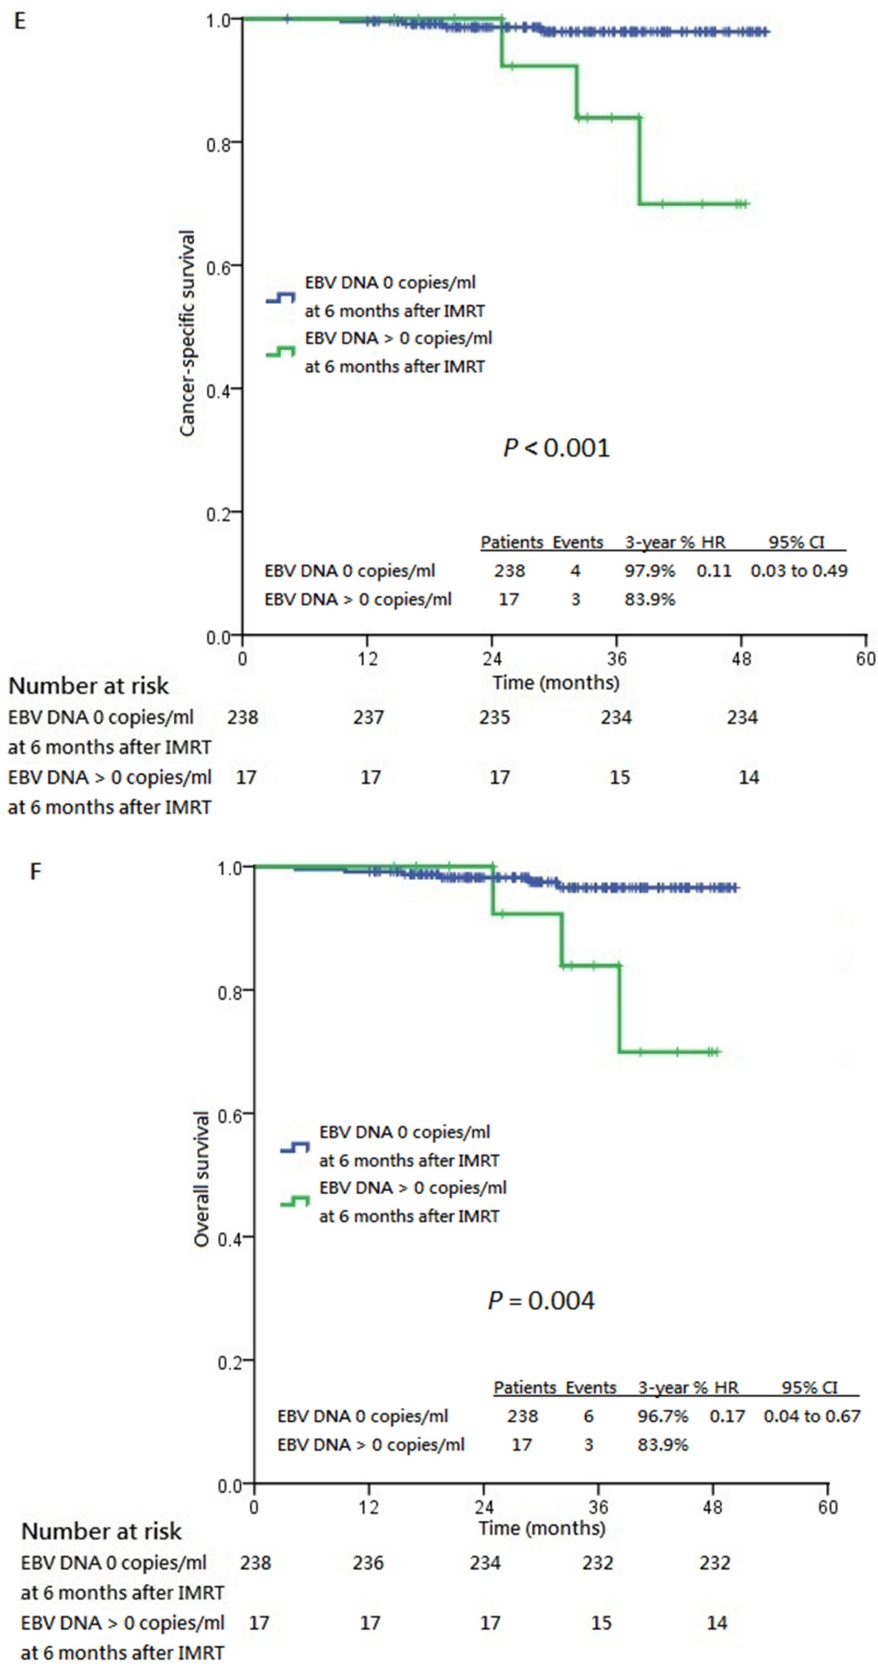 E
1.0
0.8
0.6
0.4
0.2
0.0
Cancer-specific survival
EBV DNA 0 copies/ml
at 6 months after IMRT
EBV DNA > 0 copies/ml
at 6 months after IMRT
P < 0.001
Patients Events 3-year % HR 95% CI
EBV DNA 0 copies/ml 238 4 97.9% 0.11 0.03 to 0.49
EBV DNA > 0 copies/ml 17 3 83.9%
0 12 24 36 48 60
Time (months)
Number at risk
EBV DNA 0 copies/ml 238 237 235 234 234
at 6 months after IMRT
EBV DNA > 0 copies/ml 17 17 17 15 14
at 6 months after IMRT
F
1.0
0.8
0.6
0.4
0.2
0.0
Overall survival
EBV DNA 0 copies/ml
at 6 months after IMRT
EBV DNA > 0 copies/ml
at 6 months after IMRT
P = 0.004
Patients Events 3-year % HR 95% CI
EBV DNA 0 copies/ml 238 6 96.7% 0.17 0.04 to 0.67
EBV DNA > 0 copies/ml 17 3 83.9%
0 12 24 36 48 60
Time (months)
Number at risk
EBV DNA 0 copies/ml 238 236 234 232 232
at 6 months after IMRT
EBV DNA > 0 copies/ml 17 17 17 15 14
at 6 months after IMRT